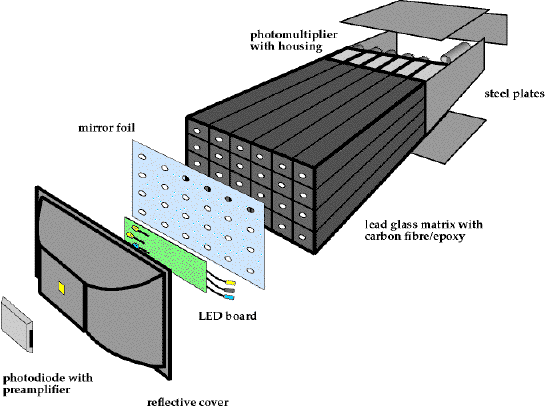 photomultiplier
with housing
steel plates
mirror foil
lead glass matrix with
carbon fibre/epoxy
LED board
photodiode with
preamplifier
reflective cover